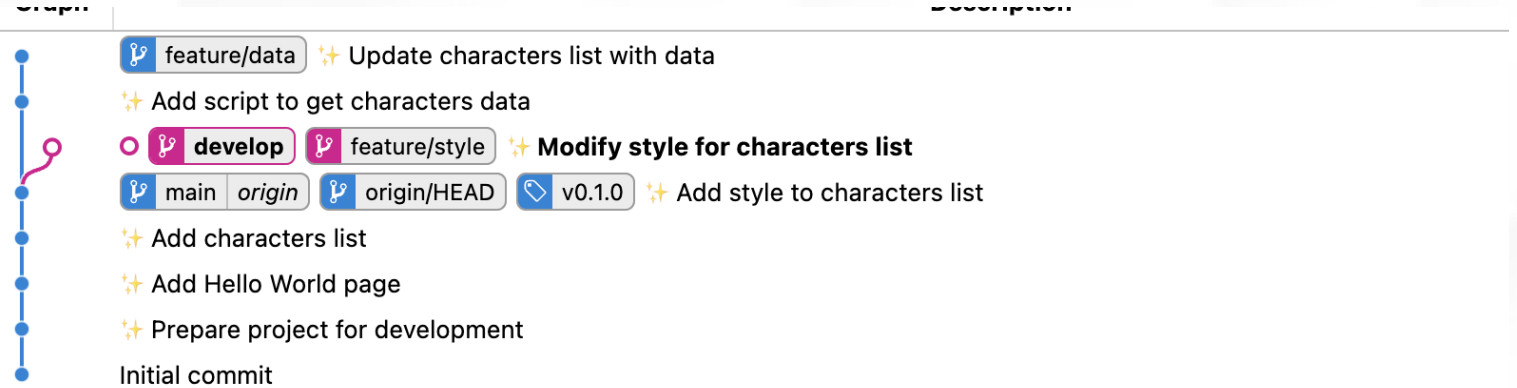 Graph Description
feature/data ✨ Update characters list with data
✨ Add script to get characters data
develop feature/style ✨ Modify style for characters list
main origin origin/HEAD v0.1.0 ✨ Add style to characters list
✨ Add characters list
✨ Add Hello World page
✨ Prepare project for development
Initial commit